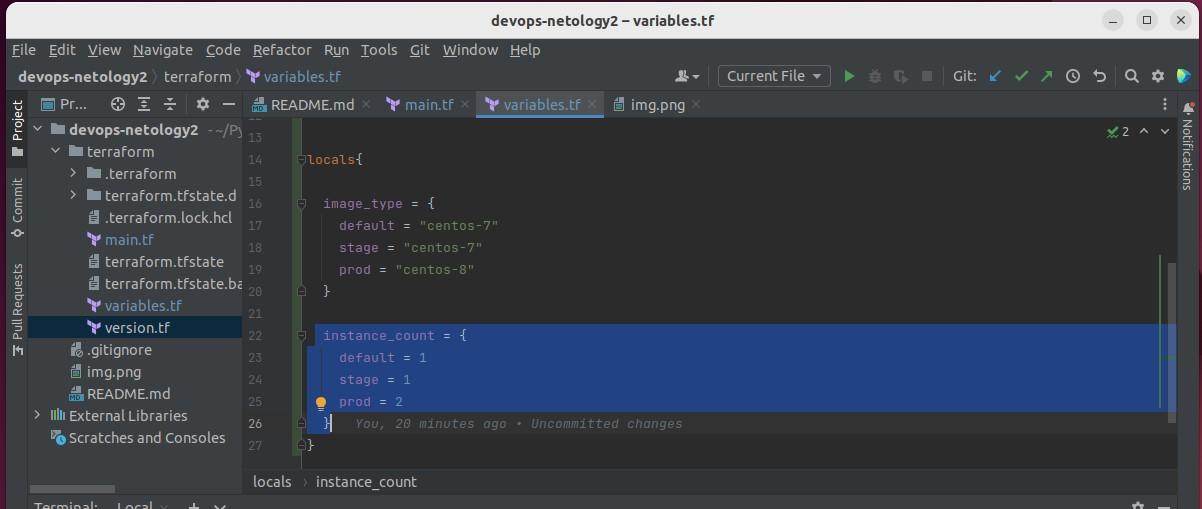 devops-netology2 – variables.tf
File Edit View Navigate Code Refactor Run Tools Git Window Help
devops-netology2 terraform variables.tf Current File Git:
Project
Commit
Pull Requests
Pr...
devops-netology2 ~/Py
terraform
.terraform
terraform.tfstate.d
.terraform.lock.hcl
main.tf
terraform.tfstate
terraform.tfstate.ba
variables.tf
version.tf
.gitignore
img.png
README.md
External Libraries
Scratches and Consoles
README.md main.tf variables.tf img.png
2
12
13
14 locals{
15
16 image_type = {
17 default = "centos-7"
18 stage = "centos-7"
19 prod = "centos-8"
20 }
21
22 instance_count = {
23 default = 1
24 stage = 1
25 prod = 2
26 } You, 20 minutes ago • Uncommitted changes
27 }
locals › instance_count
Notifications
Terminal: Local